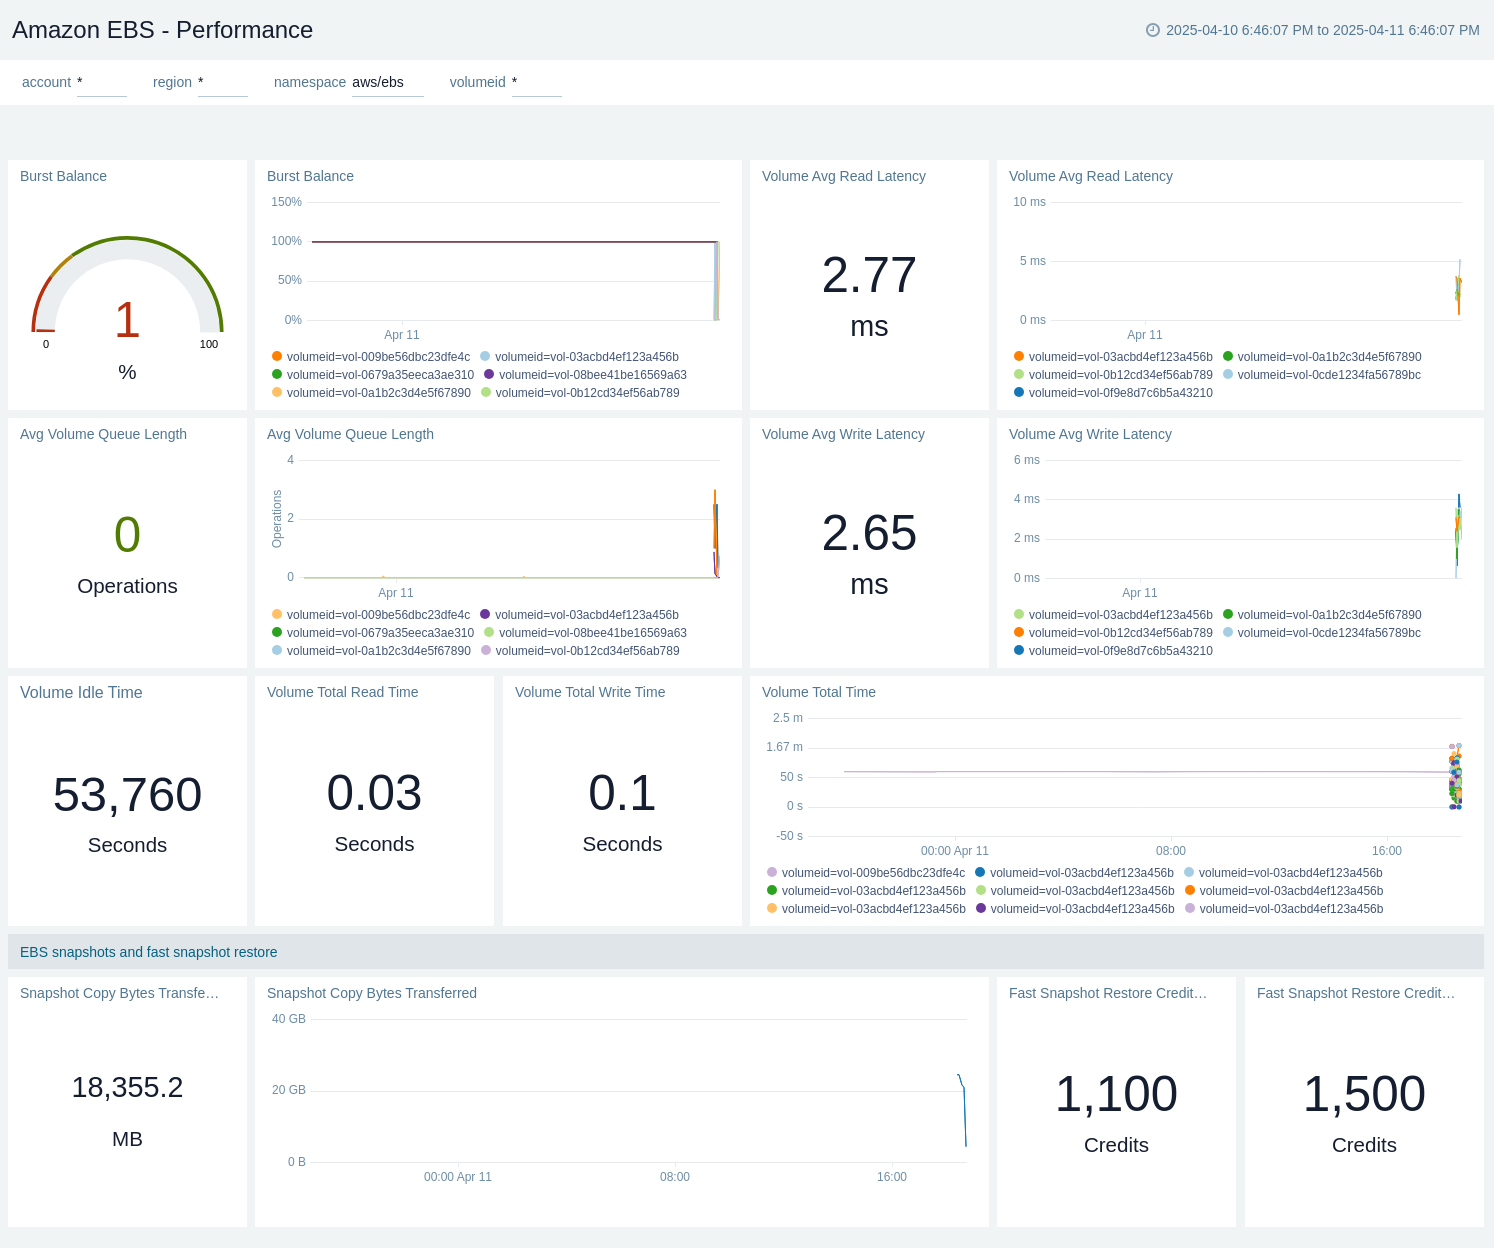 Amazon EBS - Performance
2025-04-10 6:46:07 PM to 2025-04-11 6:46:07 PM
account *
region *
namespace aws/ebs
volumeid *
Burst Balance
1
0
100
%
Burst Balance
150%
100%
50%
0%
Apr 11
volumeid=vol-009be56dbc23dfe4c volumeid=vol-03acbd4ef123a456b
volumeid=vol-0679a35eeca3ae310 volumeid=vol-08bee41be16569a63
volumeid=vol-0a1b2c3d4e5f67890 volumeid=vol-0b12cd34ef56ab789
Volume Avg Read Latency
2.77
ms
Volume Avg Read Latency
10 ms
5 ms
0 ms
Apr 11
volumeid=vol-03acbd4ef123a456b volumeid=vol-0a1b2c3d4e5f67890
volumeid=vol-0b12cd34ef56ab789 volumeid=vol-0cde1234fa56789bc
volumeid=vol-0f9e8d7c6b5a43210
Avg Volume Queue Length
0
Operations
Avg Volume Queue Length
Operations
4
2
0
Apr 11
volumeid=vol-009be56dbc23dfe4c volumeid=vol-03acbd4ef123a456b
volumeid=vol-0679a35eeca3ae310 volumeid=vol-08bee41be16569a63
volumeid=vol-0a1b2c3d4e5f67890 volumeid=vol-0b12cd34ef56ab789
Volume Avg Write Latency
2.65
ms
Volume Avg Write Latency
6 ms
4 ms
2 ms
0 ms
Apr 11
volumeid=vol-03acbd4ef123a456b volumeid=vol-0a1b2c3d4e5f67890
volumeid=vol-0b12cd34ef56ab789 volumeid=vol-0cde1234fa56789bc
volumeid=vol-0f9e8d7c6b5a43210
Volume Idle Time
53,760
Seconds
Volume Total Read Time
0.03
Seconds
Volume Total Write Time
0.1
Seconds
Volume Total Time
2.5 m
1.67 m
50 s
0 s
-50 s
00:00 Apr 11
08:00
16:00
volumeid=vol-009be56dbc23dfe4c volumeid=vol-03acbd4ef123a456b volumeid=vol-03acbd4ef123a456b
volumeid=vol-03acbd4ef123a456b volumeid=vol-03acbd4ef123a456b volumeid=vol-03acbd4ef123a456b
volumeid=vol-03acbd4ef123a456b volumeid=vol-03acbd4ef123a456b volumeid=vol-03acbd4ef123a456b
EBS snapshots and fast snapshot restore
Snapshot Copy Bytes Transfe…
18,355.2
MB
Snapshot Copy Bytes Transferred
40 GB
20 GB
0 B
00:00 Apr 11
08:00
16:00
Fast Snapshot Restore Credit…
1,100
Credits
Fast Snapshot Restore Credit…
1,500
Credits